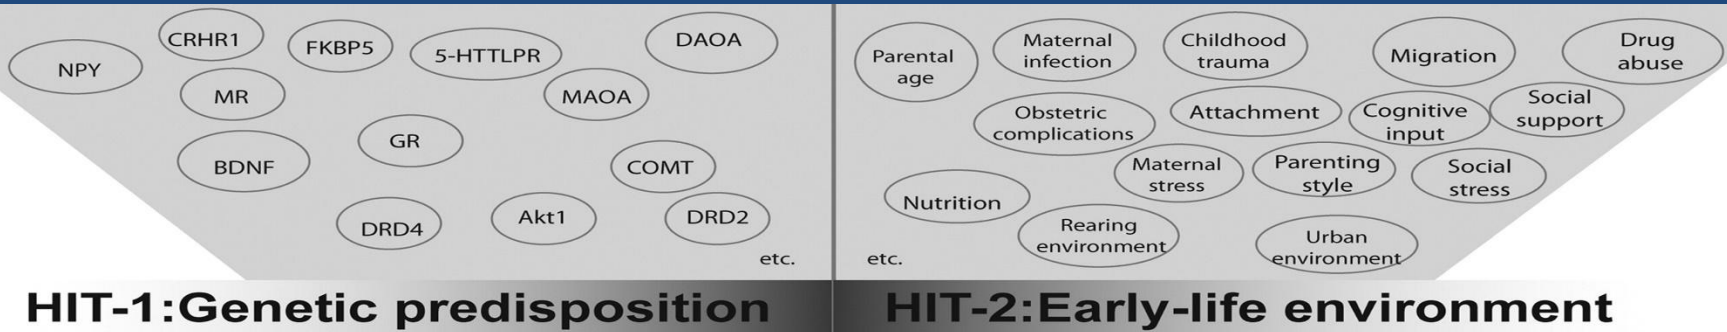 NPY
CRHR1
FKBP5
5-HTTLPR
DAOA
MR
MAOA
GR
BDNF
COMT
DRD4
Akt1
DRD2
etc.
HIT-1:Genetic predisposition
Parental
age
Maternal
infection
Childhood
trauma
Migration
Drug
abuse
Obstetric
complications
Attachment
Cognitive
input
Social
support
Maternal
stress
Parenting
style
Social
stress
Nutrition
Rearing
environment
Urban
environment
etc.
HIT-2:Early-life environment